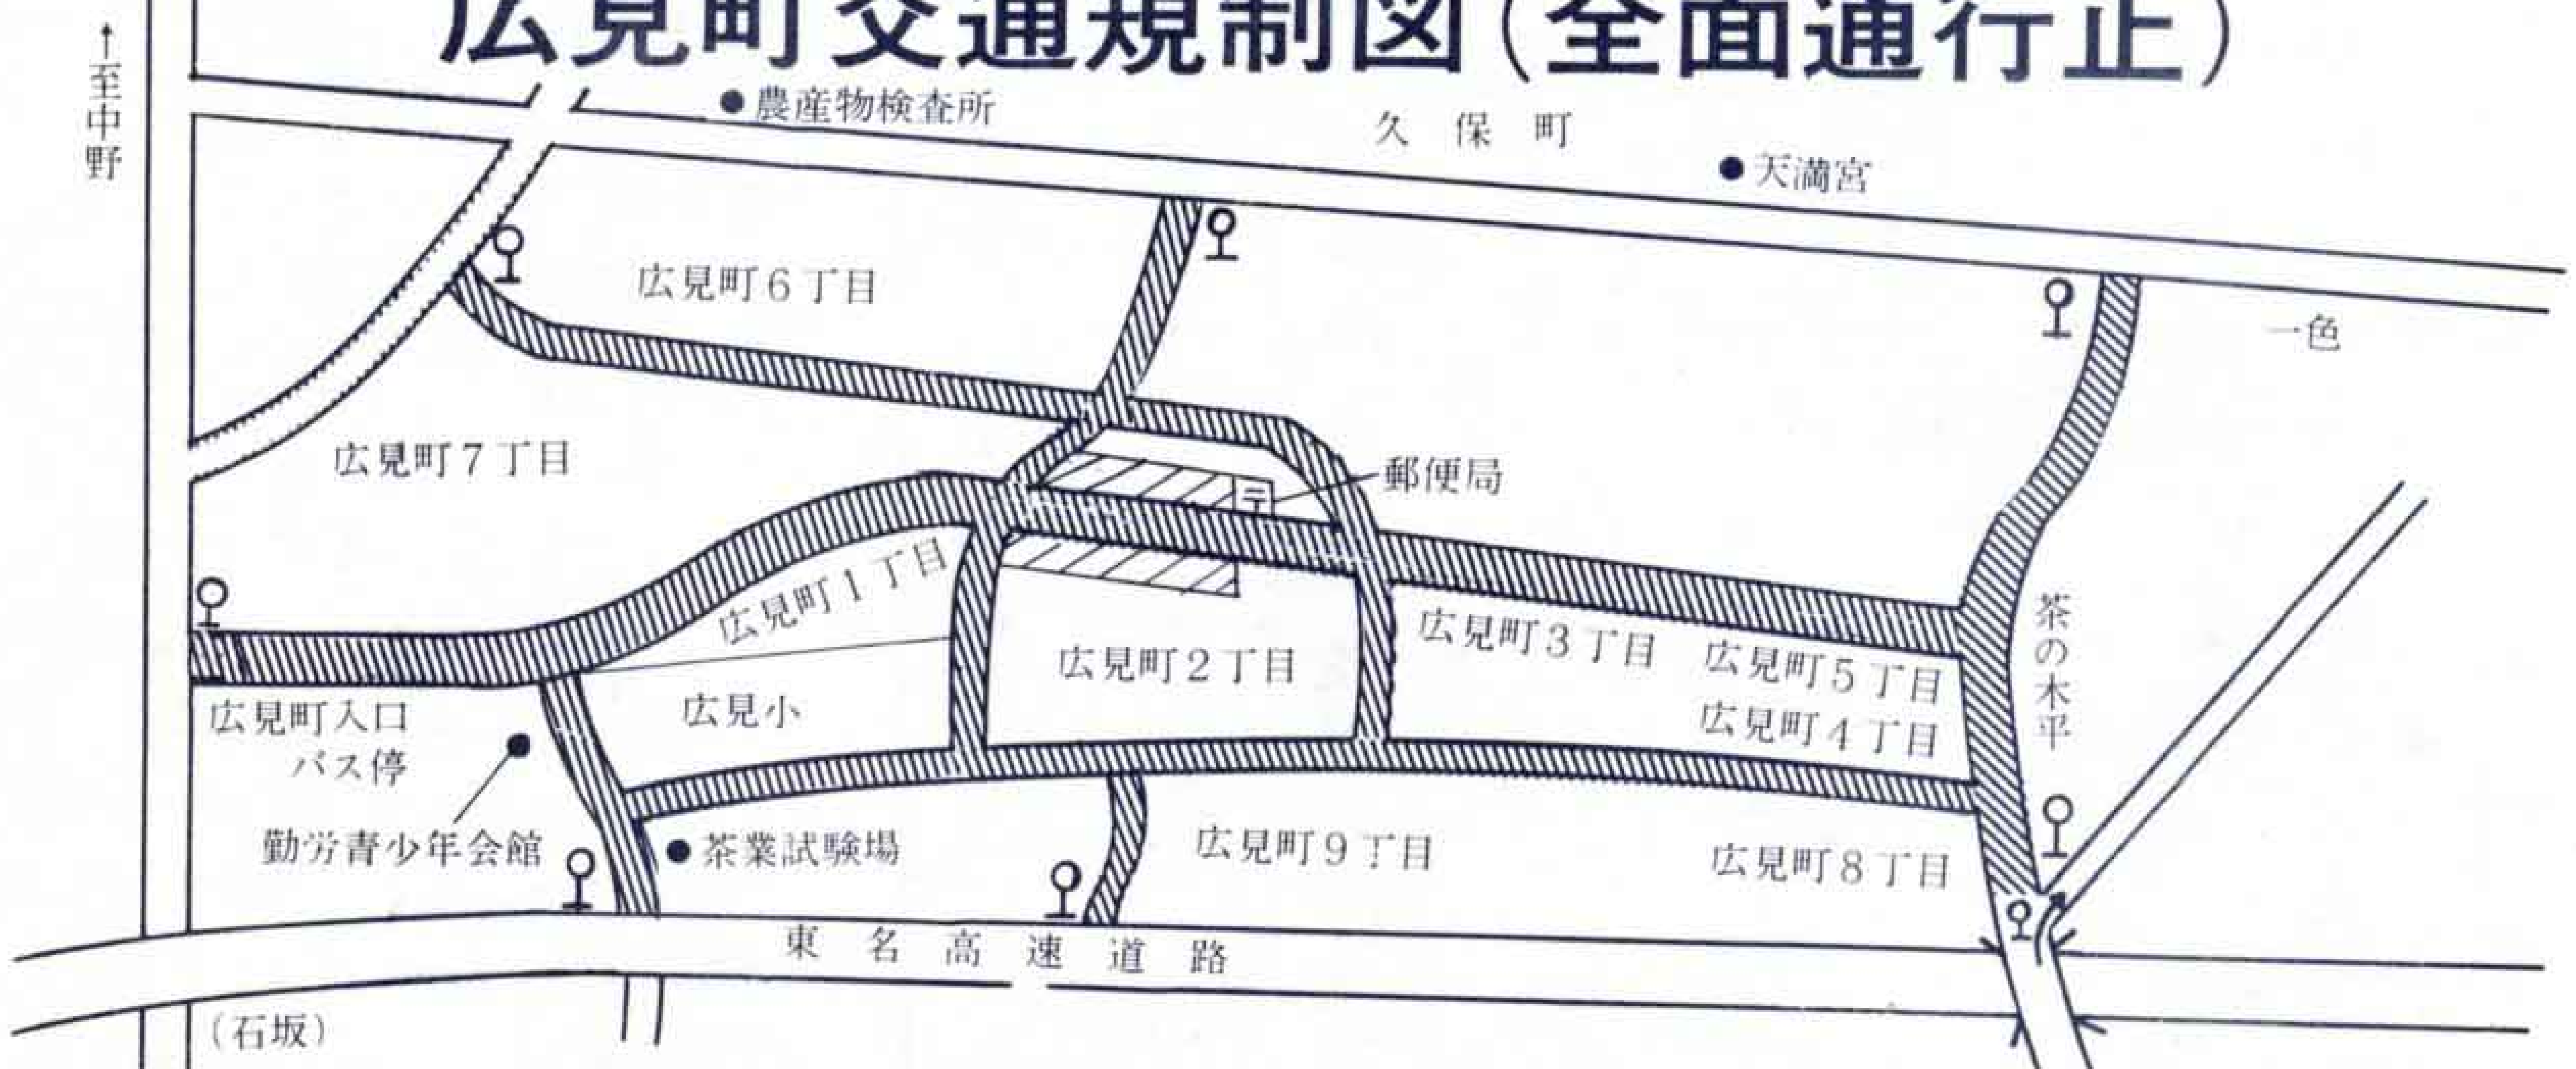 広見町交通規制図(全面通行止)
↑至中野
●農産物検査所
久保町
●天満宮
広見町6丁目
一色
広見町7丁目
郵便局
〒
広見町1丁目
広見町2丁目
広見町3丁目
広見町5丁目
広見町4丁目
茶の木平
広見町入口
バス停
広見小
勤労青少年会館
●茶業試験場
広見町9丁目
広見町8丁目
東名高速道路
(石坂)